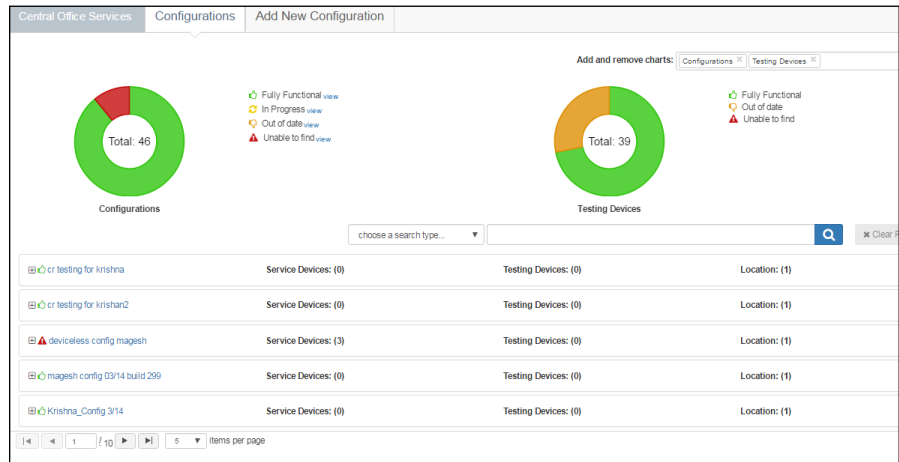 Central Office Services Configurations Add New Configuration
Add and remove charts: Configurations × Testing Devices ×
Total: 46
Fully Functional view
In Progress view
Out of date view
Unable to find view
Configurations
Total: 39
Fully Functional
Out of date
Unable to find
Testing Devices
choose a search type... Clear
cr testing for krishna Service Devices: (0) Testing Devices: (0) Location: (1)
cr testing for krishan2 Service Devices: (0) Testing Devices: (0) Location: (1)
deviceless config magesh Service Devices: (3) Testing Devices: (0) Location: (1)
magesh config 03/14 build 299 Service Devices: (0) Testing Devices: (0) Location: (1)
Krishna_Config 3/14 Service Devices: (0) Testing Devices: (0) Location: (1)
1 / 10 5 items per page